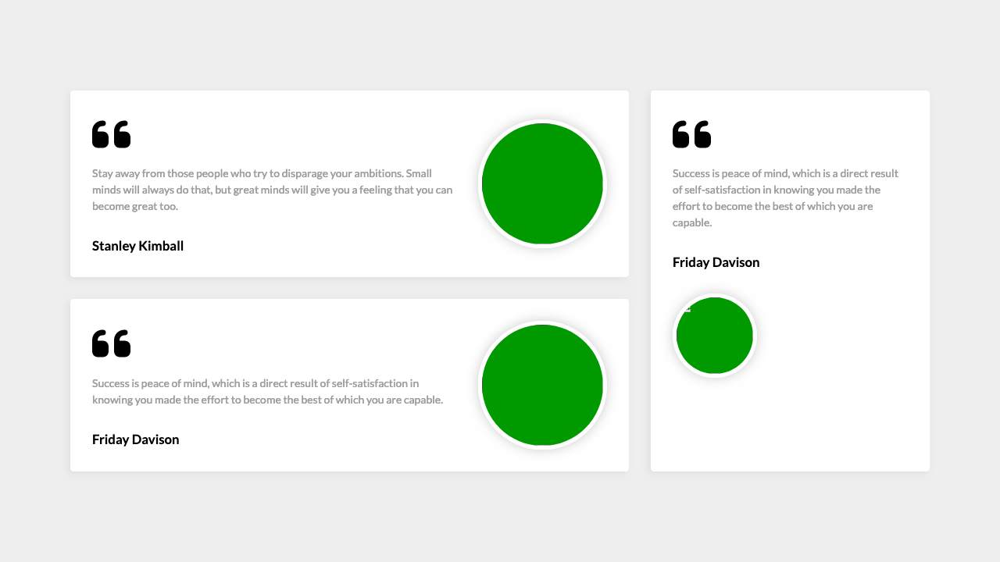 Stay away from those people who try to disparage your ambitions. Small
minds will always do that, but great minds will give you a feeling that you can
become great too.
Stanley Kimball
Success is peace of mind, which is a direct result of self-satisfaction in
knowing you made the effort to become the best of which you are capable.
Friday Davison
Success is peace of mind, which is a direct result
of self-satisfaction in knowing you made the
effort to become the best of which you are
capable.
Friday Davison